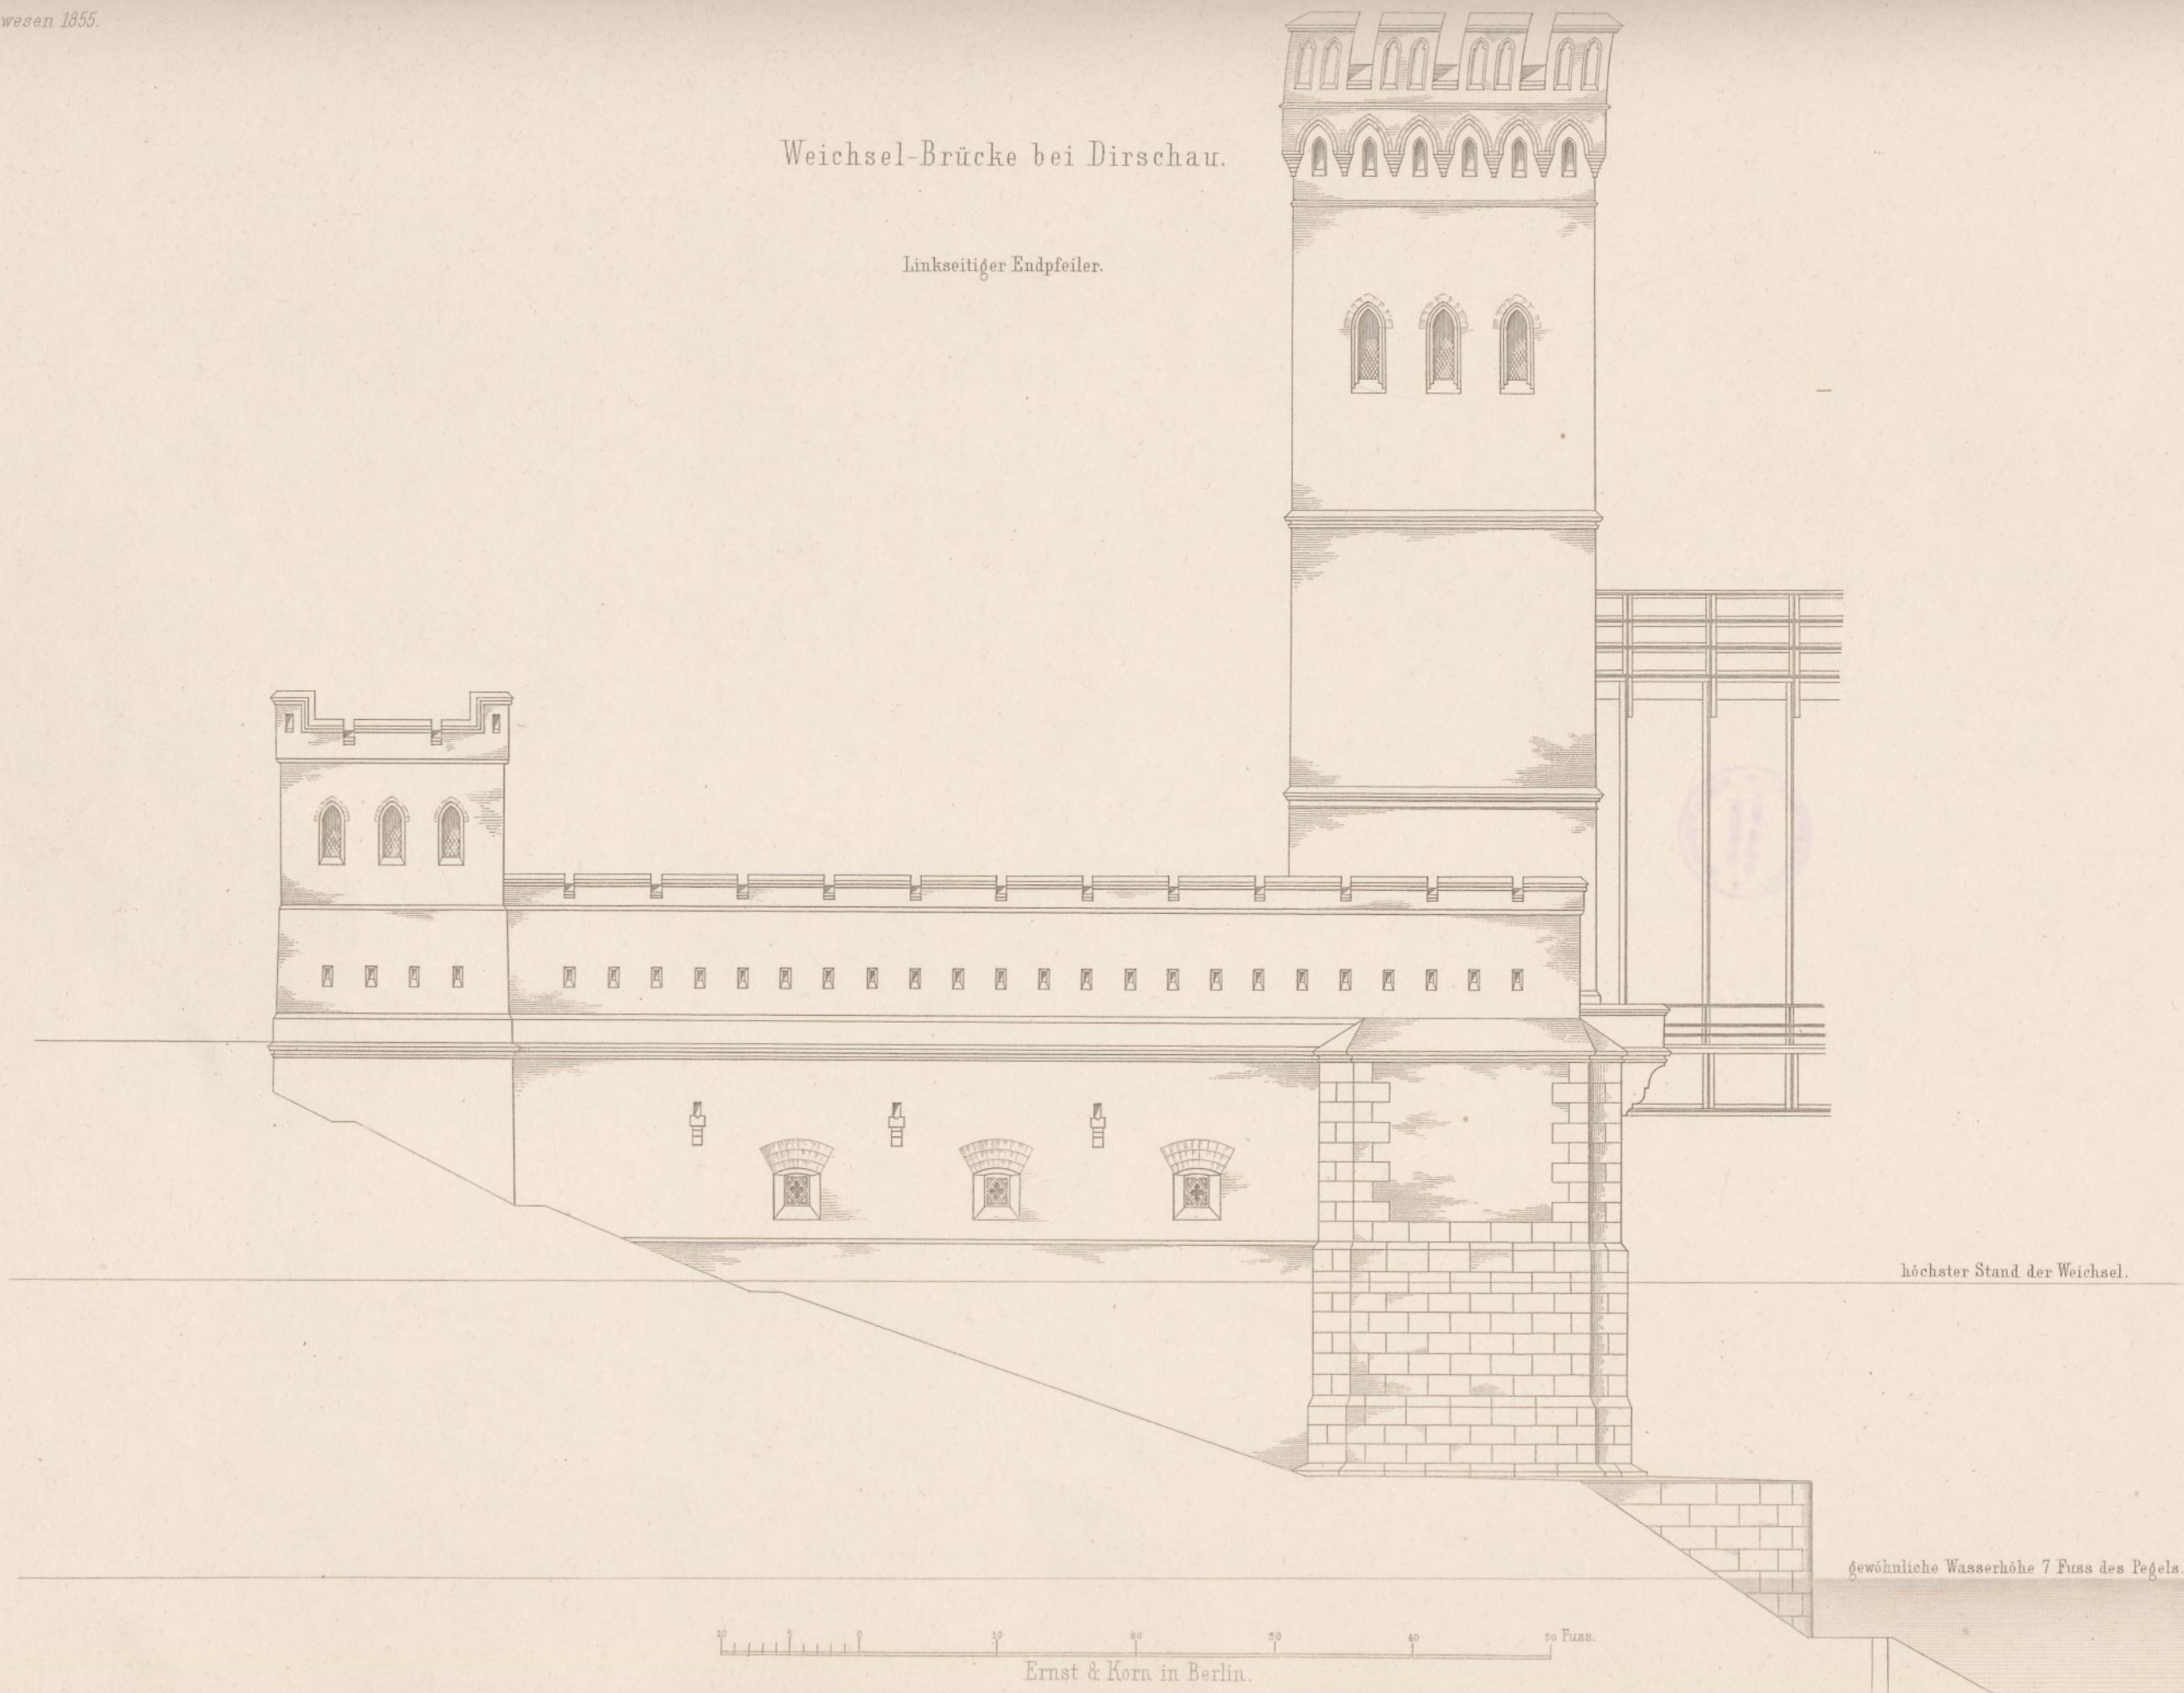 wesen 1855.
Weichsel-Brücke bei Dirschau.
Linkseitiger Endpfeiler.
höchster Stand der Weichsel.
gewöhnliche Wasserhöhe 7 Fuss des Pegels.
10 5 0 10 20 30 40 50 Fuss.
Ernst & Korn in Berlin.